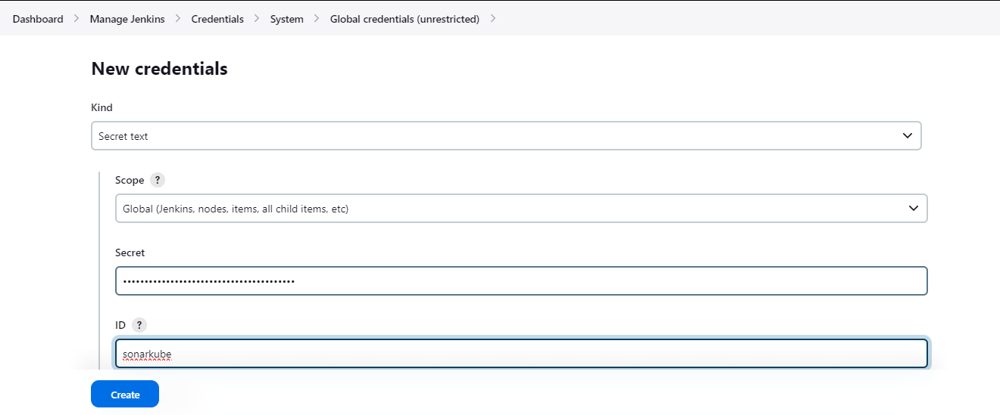 Dashboard > Manage Jenkins > Credentials > System > Global credentials (unrestricted) >
New credentials
Kind
Secret text
Scope ?
Global (Jenkins, nodes, items, all child items, etc)
Secret
••••••••••••••••••••••••••••••••••••••••
ID ?
sonarkube
Create